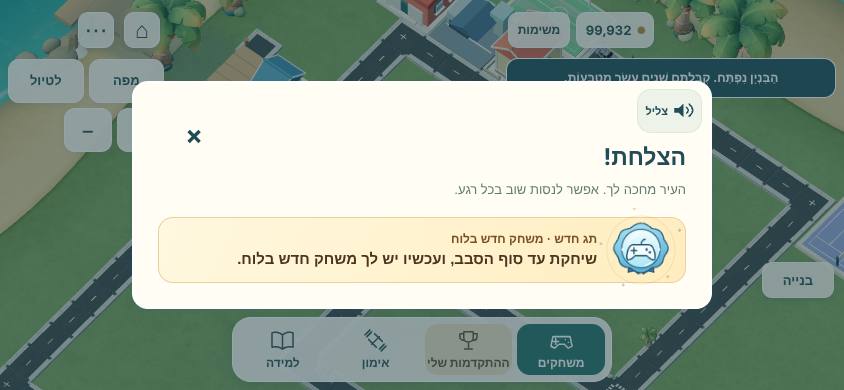 99,932
משימות
לטיול
מפה
הבניין נפתח. קבלתם שנים עשר מטבעות.
צליל
הצלחת!
העיר מחכה לך. אפשר לנסות שוב בכל רגע.
תג חדש · משחק חדש בלוח
שיחקת עד סוף הסבב, ועכשיו יש לך משחק חדש בלוח.
בנייה
משחקים
ההתקדמות שלי
אימון
למידה